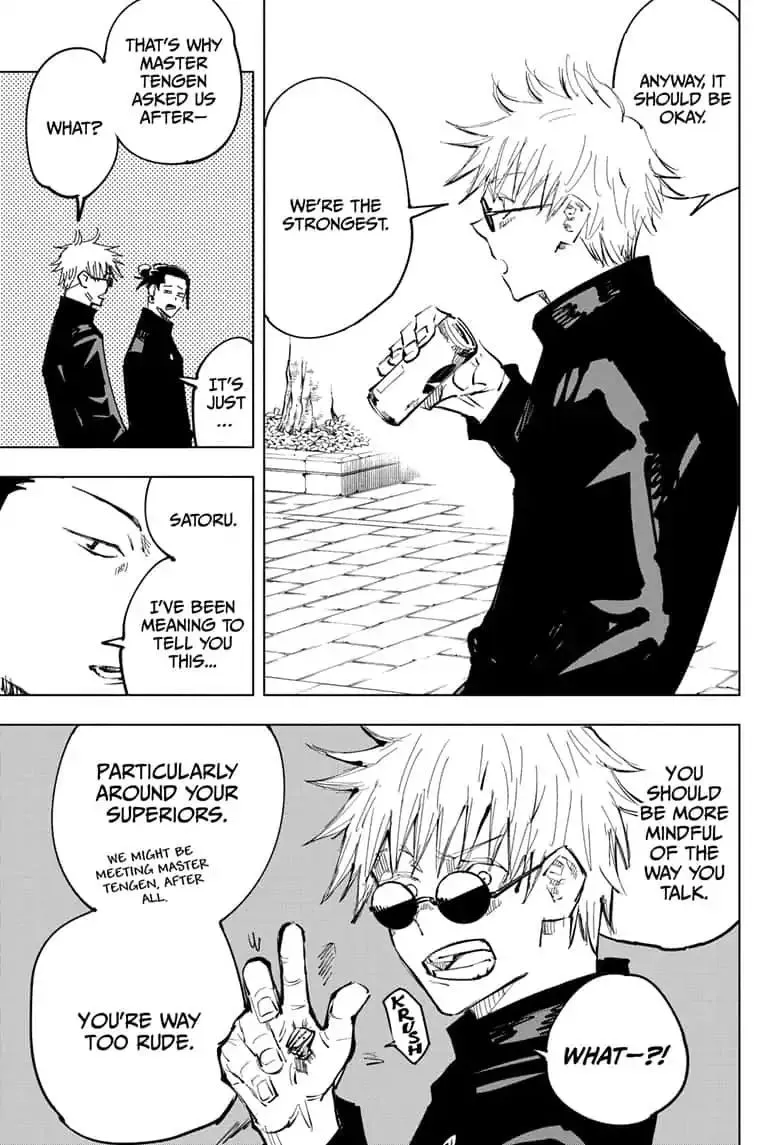 ANYWAY, IT
SHOULD BE
OKAY.
WE'RE THE
STRONGEST.
THAT'S WHY
MASTER
TENGEN
ASKED US
AFTER—
WHAT?
IT'S
JUST
...
SATORU.
I'VE BEEN
MEANING TO
TELL YOU
THIS...
YOU
SHOULD
BE MORE
MINDFUL
OF THE
WAY YOU
TALK.
WHAT—?!
KRUSH
PARTICULARLY
AROUND YOUR
SUPERIORS.
WE MIGHT BE
MEETING MASTER
TENGEN, AFTER
ALL.
YOU'RE WAY
TOO RUDE.